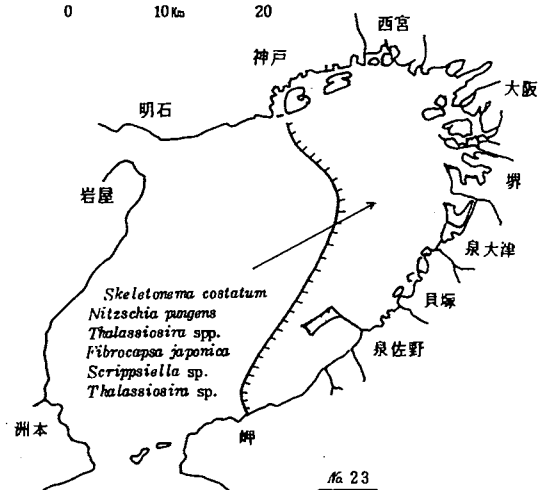 0 10Km 20
西宮
神戸
大阪
明石
堺
岩屋
泉大津
Skeletonema costatum
Nitzschia pungens
Thalassiosira spp.
Fibrocapsa japonica
Scrippsiella sp.
Thalassiosira sp.
貝塚
泉佐野
洲本
岬
No. 23